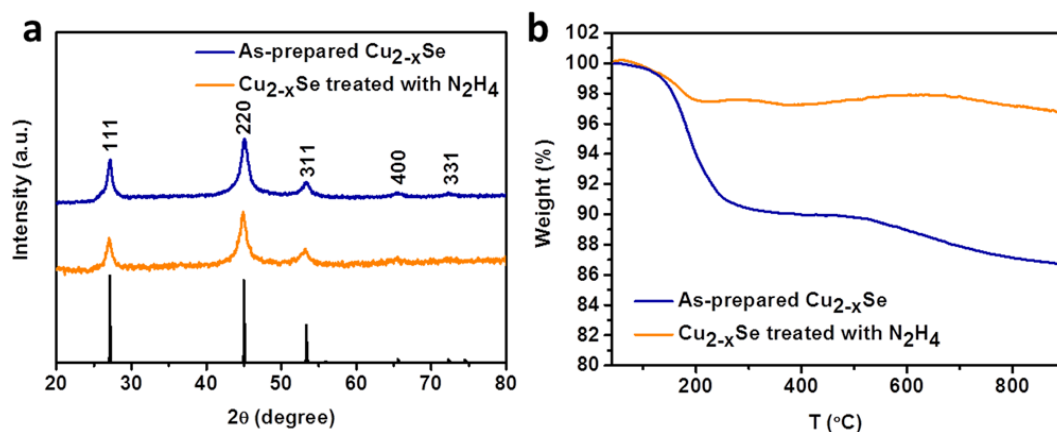 a
As-prepared Cu2-xSe
Cu2-xSe treated with N2H4
111
220
311
400
331
Intensity (a.u.)
20 30 40 50 60 70 80
2θ (degree)
b
102
100
98
96
94
92
90
88
86
84
82
80
Weight (%)
As-prepared Cu2-xSe
Cu2-xSe treated with N2H4
200 400 600 800
T (°C)